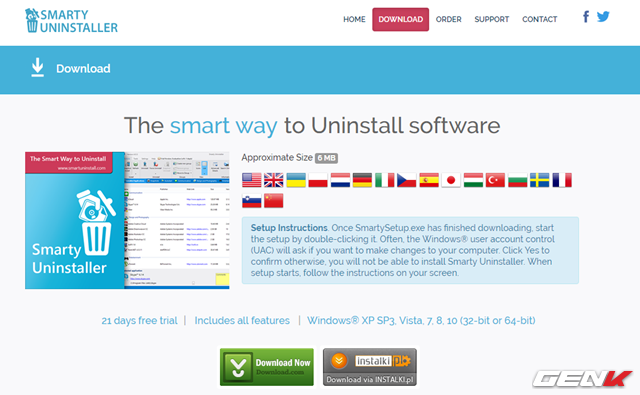 SMARTY
UNINSTALLER
HOME DOWNLOAD ORDER SUPPORT CONTACT
Download
The smart way to Uninstall software
The Smart Way to Uninstall
www.smartuninstall.com
Smarty
Uninstaller
Approximate Size 6 MB
Setup Instructions. Once SmartySetup.exe has finished downloading, start
the setup by double-clicking it. Often, the Windows® user account control
(UAC) will ask if you want to make changes to your computer. Click Yes to
confirm otherwise, you will not be able to install Smarty Uninstaller. When
setup starts, follow the instructions on your screen.
21 days free trial | Includes all features | Windows® XP SP3, Vista, 7, 8, 10 (32-bit or 64-bit)
Download Now
Download.com
instalki pl
Download via INSTALKI.pl
GENK